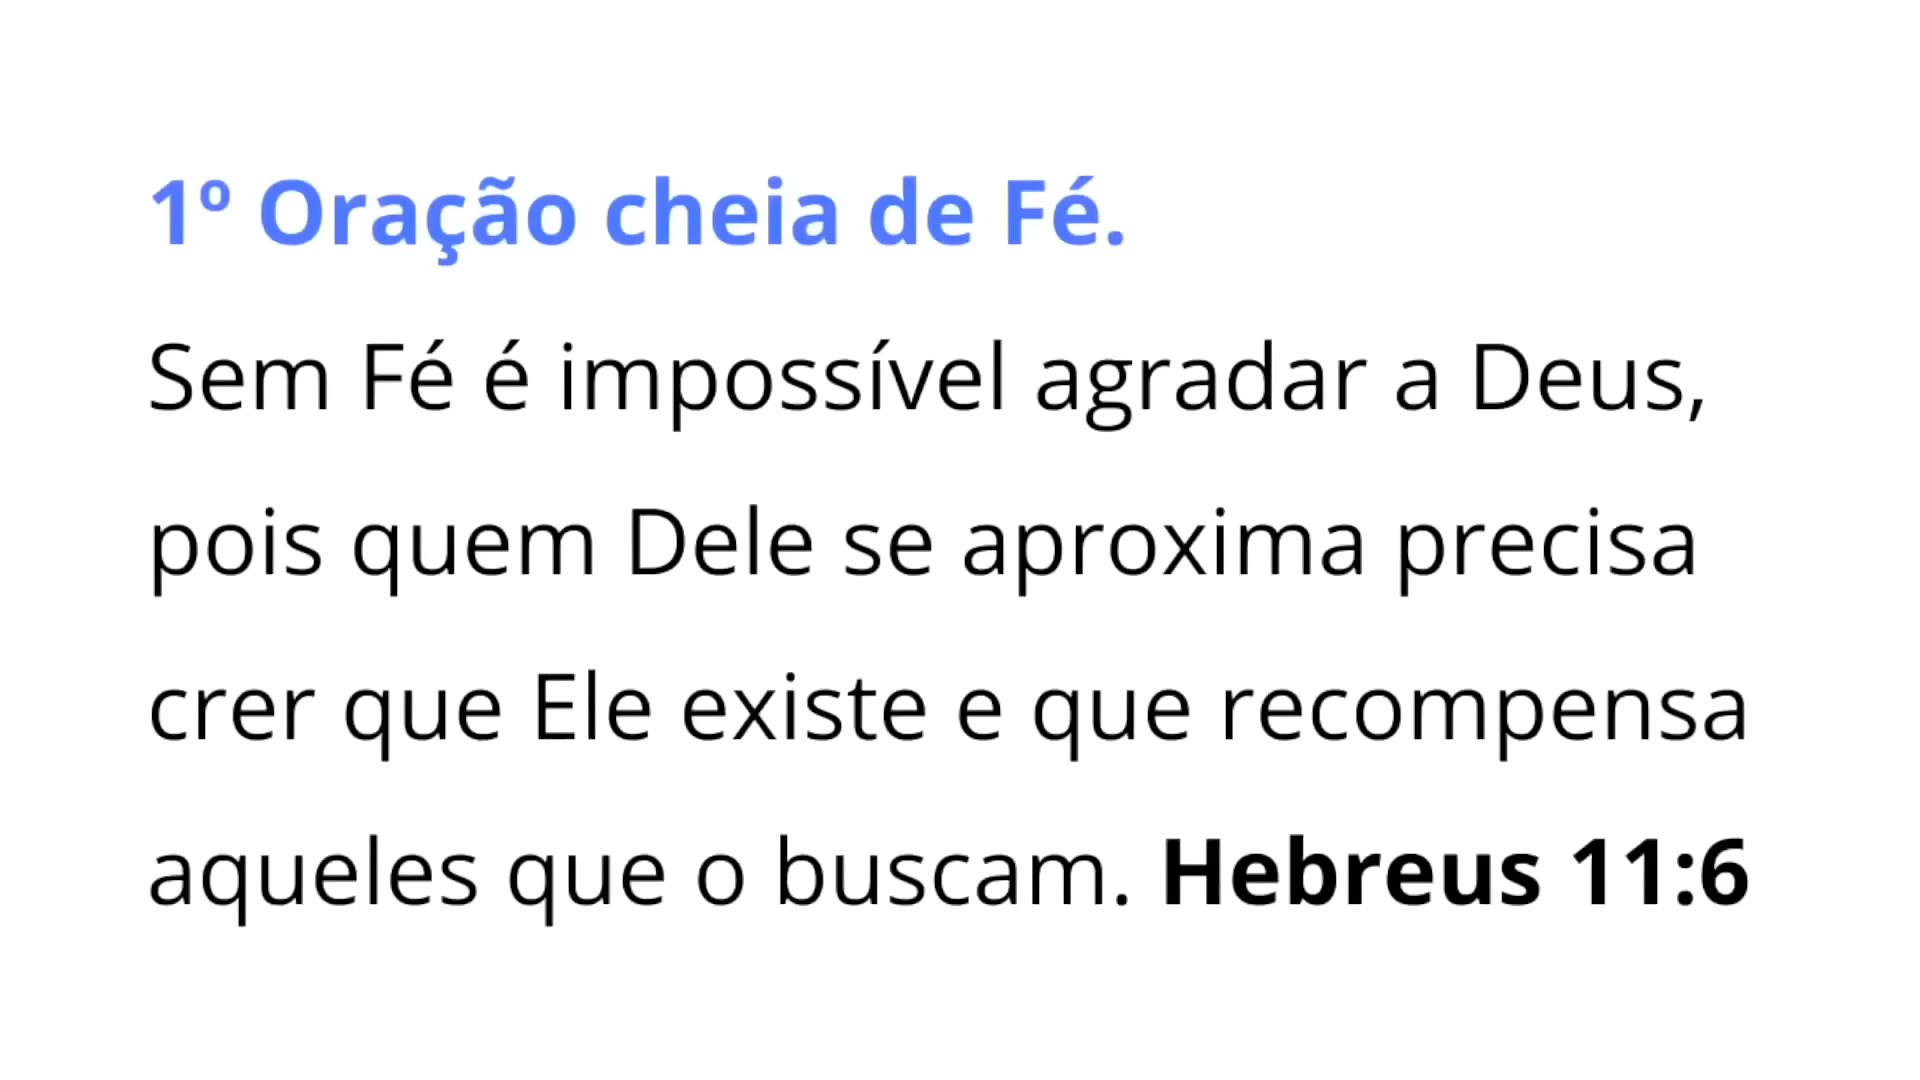 1º Oração cheia de Fé.
Sem Fé é impossível agradar a Deus,
pois quem Dele se aproxima precisa
crer que Ele existe e que recompensa
aqueles que o buscam. Hebreus 11:6